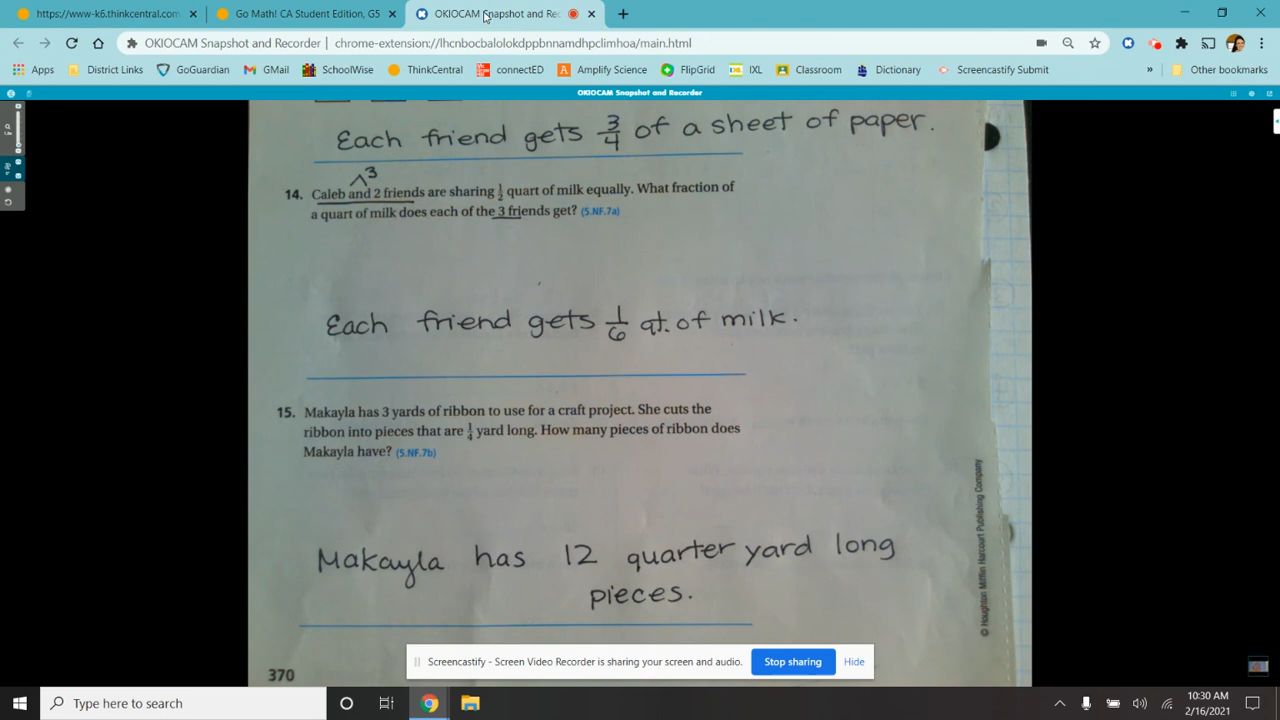 https://www-k6.thinkcentral.com
Go Math! CA Student Edition, G5
OKIOCAM Snapshot and Rec
OKIOCAM Snapshot and Recorder | chrome-extension://lhcnbocbalolokdppbnnamdhpclimhoa/main.html
Apps District Links GoGuardian GMail SchoolWise ThinkCentral connectED Amplify Science FlipGrid IXL Classroom Dictionary Screencastify Submit » Other bookmarks
OKIOCAM Snapshot and Recorder
Each friend gets 3/4 of a sheet of paper.
3
14. Caleb and 2 friends are sharing 1/2 quart of milk equally. What fraction of
a quart of milk does each of the 3 friends get? (5.NF.7a)
Each friend gets 1/6 qt. of milk.
15. Makayla has 3 yards of ribbon to use for a craft project. She cuts the
ribbon into pieces that are 1/4 yard long. How many pieces of ribbon does
Makayla have? (5.NF.7b)
Makayla has 12 quarter yard long
pieces.
© Houghton Mifflin Harcourt Publishing Company
370
Screencastify - Screen Video Recorder is sharing your screen and audio. Stop sharing Hide
Type here to search
10:30 AM
2/16/2021